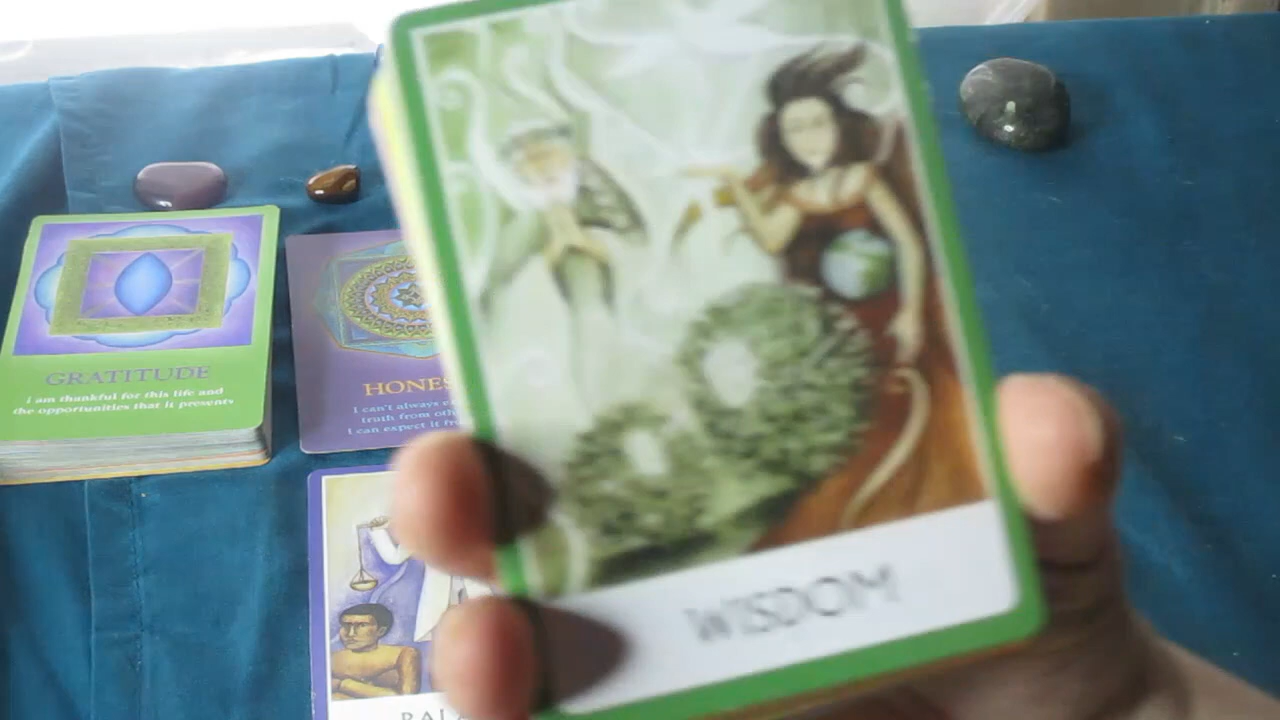 GRATITUDE
I am thankful for this life and
the opportunities that it presents
HONES
I can't always e
truth from oth
I can expect it fr
WISDOM
BALA